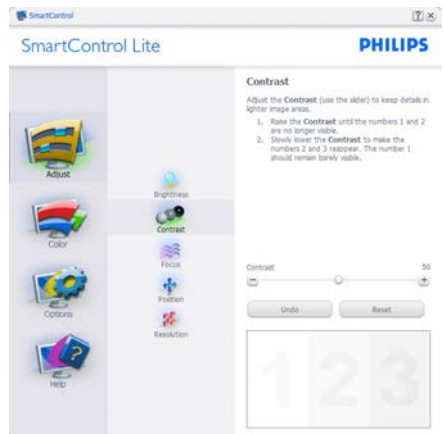 SmartControl
SmartControl Lite
PHILIPS
Adjust
Color
Options
Help
Brightness
Contrast
Focus
Position
Resolution
Contrast
Adjust the Contrast (use the slider) to keep details in
lighter image areas.
1. Raise the Contrast until the numbers 1 and 2
are no longer visible.
2. Slowly lower the Contrast to make the
numbers 2 and 3 reappear. The number 1
should remain barely visible.
Contrast 50
Undo Reset
1 2 3